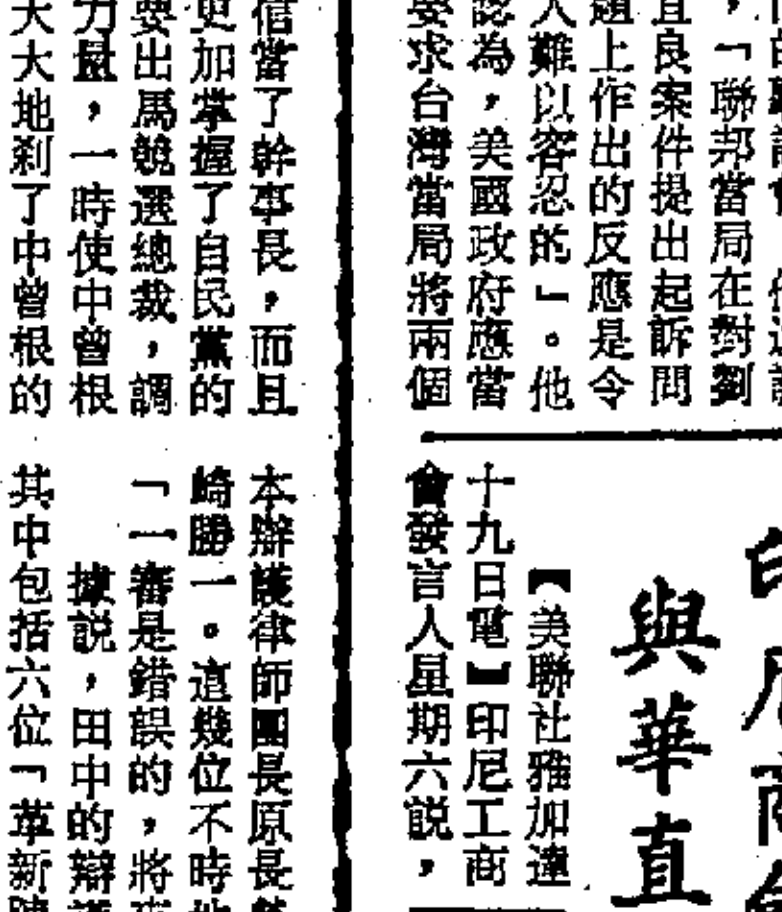 ，「聯邦當局在對劉
宜良案件提出起訴問
題上作出的反應是令
人難以容忍的」。他
認為，美國政府應當
要求台灣當局將兩個
與華直
【美聯社雅加達
十九日電】印尼工商
會發言人星期六説，
信當了幹事長，而且
更加掌握了自民黨的
要出馬競選總裁，調
力量，一時使中曾根
大大地刹了中曾根的
本辯護律師團長原長
崎勝一。這幾位不時
「一審是錯誤的，將
據説，田中的辯護
其中包括六位「革新